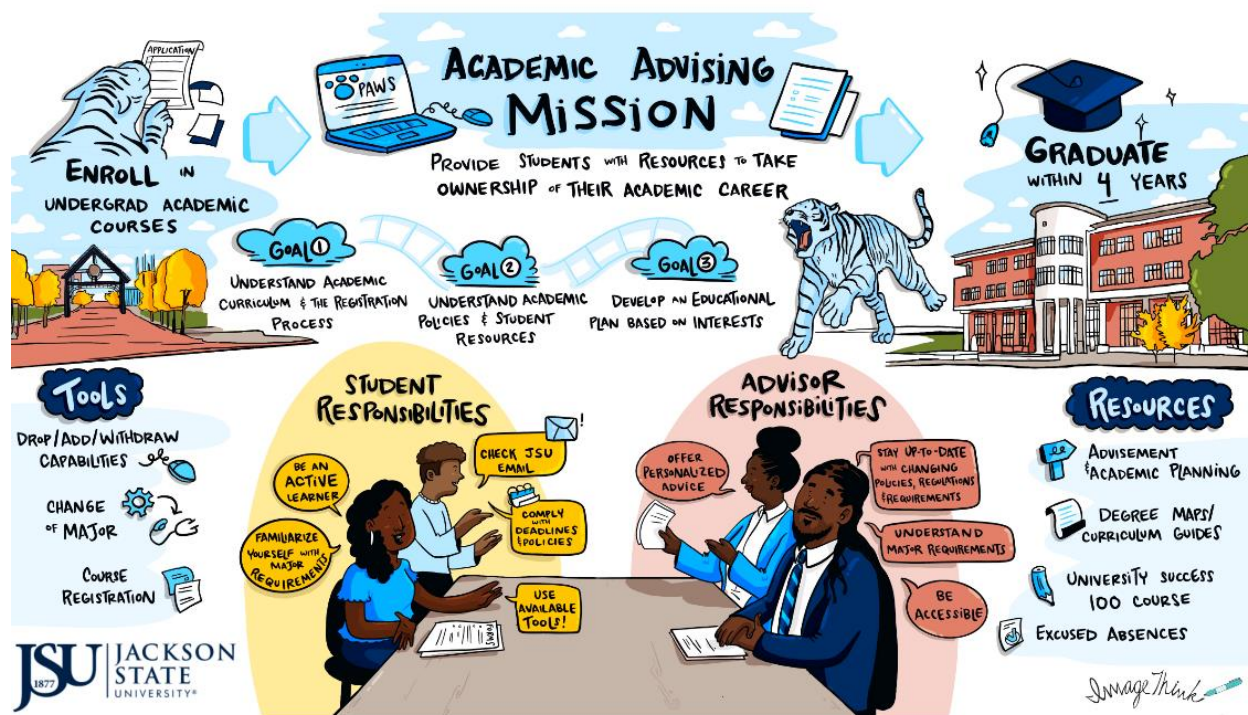 APPLICATION
ENROLL IN
UNDERGRAD ACADEMIC
COURSES
PAWS
ACADEMIC ADVISING
MISSION
PROVIDE STUDENTS WITH RESOURCES TO TAKE
OWNERSHIP OF THEIR ACADEMIC CAREER
GRADUATE
WITHIN 4 YEARS
GOAL 1
UNDERSTAND ACADEMIC
CURRICULUM & THE REGISTRATION
PROCESS
GOAL 2
UNDERSTAND ACADEMIC
POLICIES & STUDENT
RESOURCES
GOAL 3
DEVELOP AN EDUCATIONAL
PLAN BASED ON INTERESTS
TOOLS
DROP/ADD/WITHDRAW
CAPABILITIES
CHANGE
OF MAJOR
COURSE
REGISTRATION
STUDENT
RESPONSIBILITIES
BE AN
ACTIVE
LEARNER
CHECK JSU
EMAIL
!
FAMILIARIZE
YOURSELF WITH
MAJOR
REQUIREMENTS
COMPLY
WITH
DEADLINES
& POLICIES
USE
AVAILABLE
TOOLS!
ADVISOR
RESPONSIBILITIES
OFFER
PERSONALIZED
ADVICE
STAY UP-TO-DATE
WITH CHANGING
POLICIES, REGULATIONS
& REQUIREMENTS
UNDERSTAND
MAJOR REQUIREMENTS
BE
ACCESSIBLE
RESOURCES
ADVISEMENT
& ACADEMIC PLANNING
DEGREE MAPS/
CURRICULUM GUIDES
UNIVERSITY SUCCESS
100 COURSE
EXCUSED ABSENCES
JSU
1877
JACKSON
STATE
UNIVERSITY®
ImageThink